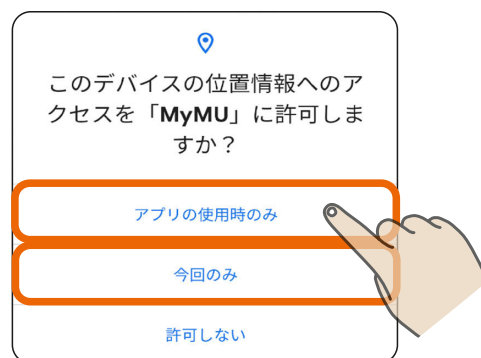 このデバイスの位置情報へのア
クセスを「MyMU」に許可しま
すか？
アプリの使用時のみ
今回のみ
許可しない